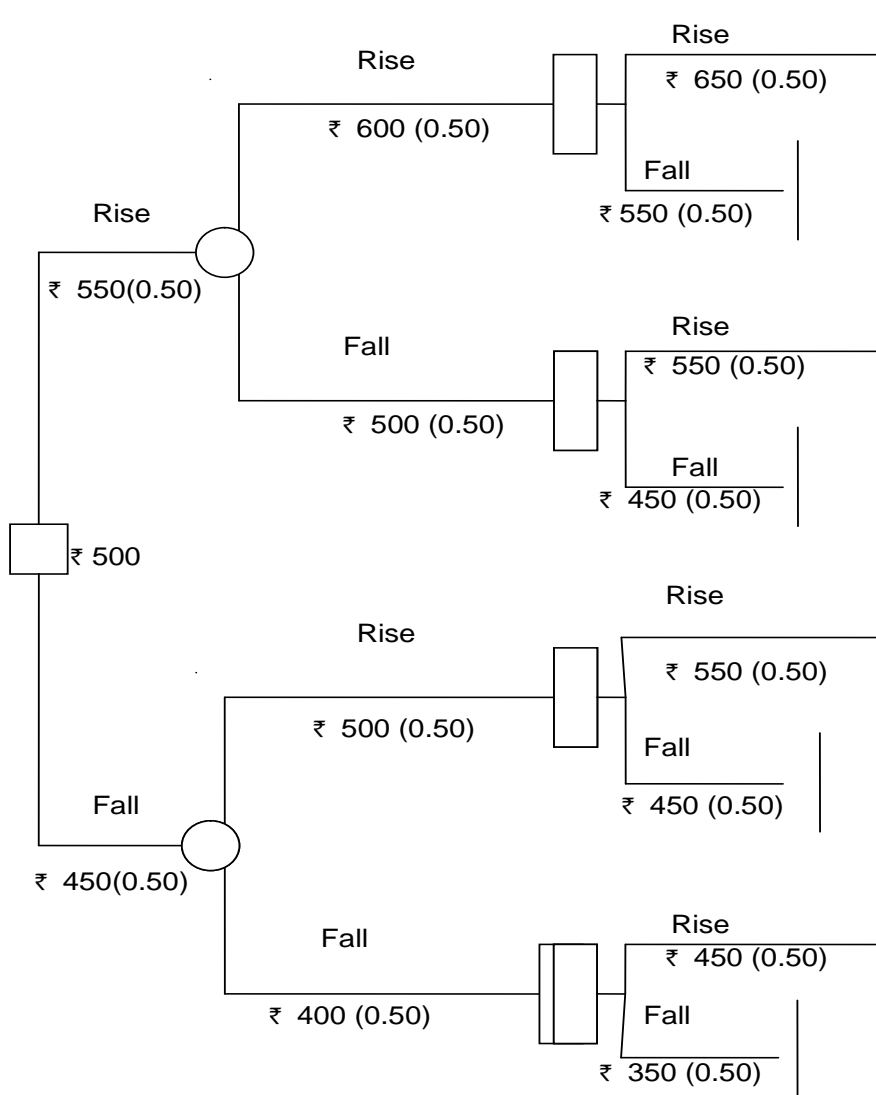 Rise
Rise
₹ 650 (0.50)
₹ 600 (0.50)
Fall
₹ 550 (0.50)
Rise
₹ 550(0.50)
Rise
Fall
₹ 550 (0.50)
₹ 500 (0.50)
Fall
₹ 450 (0.50)
₹ 500
Rise
Rise
₹ 550 (0.50)
₹ 500 (0.50)
Fall
Fall
₹ 450 (0.50)
₹ 450(0.50)
Rise
Fall
₹ 450 (0.50)
₹ 400 (0.50)
Fall
₹ 350 (0.50)